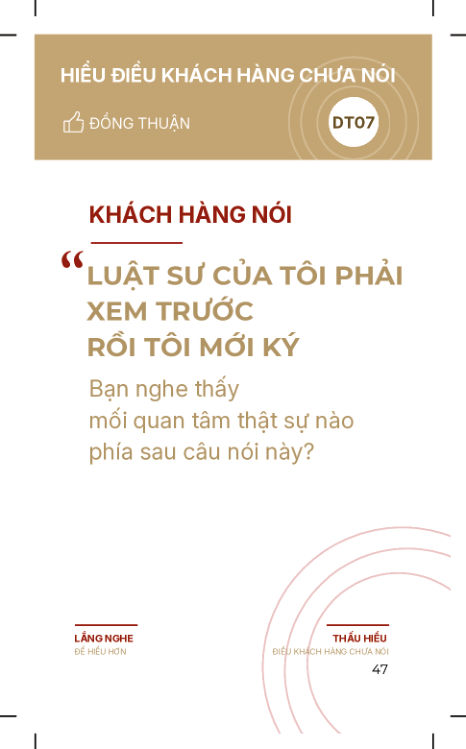 HIỂU ĐIỀU KHÁCH HÀNG CHƯA NÓI
ĐỒNG THUẬN
DT07
KHÁCH HÀNG NÓI
“LUẬT SƯ CỦA TÔI PHẢI
XEM TRƯỚC
RỒI TÔI MỚI KÝ
Bạn nghe thấy
mối quan tâm thật sự nào
phía sau câu nói này?
LẮNG NGHE
ĐỂ HIỂU HƠN
THẤU HIỂU
ĐIỀU KHÁCH HÀNG CHƯA NÓI
47